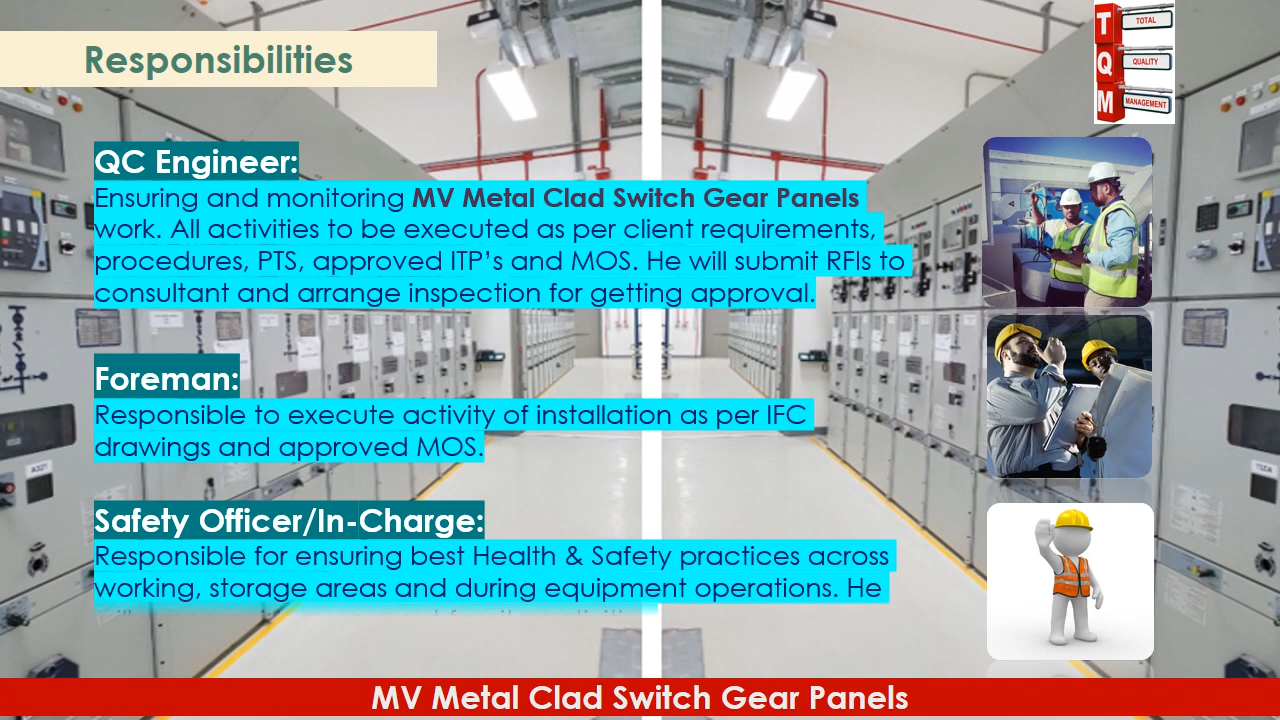 Responsibilities
T
Q
M
TOTAL
QUALITY
MANAGEMENT
QC Engineer:
Ensuring and monitoring MV Metal Clad Switch Gear Panels
work. All activities to be executed as per client requirements,
procedures, PTS, approved ITP’s and MOS. He will submit RFIs to
consultant and arrange inspection for getting approval.
Foreman:
Responsible to execute activity of installation as per IFC
drawings and approved MOS.
Safety Officer/In-Charge:
Responsible for ensuring best Health & Safety practices across
working, storage areas and during equipment operations. He
MV Metal Clad Switch Gear Panels